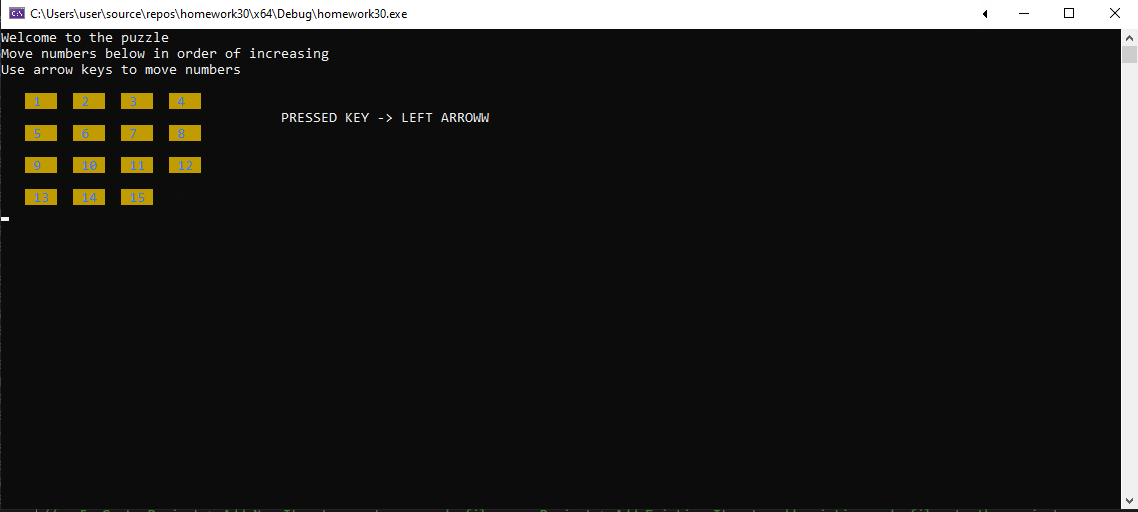 C:\Users\user\source\repos\homework30\x64\Debug\homework30.exe
Welcome to the puzzle
Move numbers below in order of increasing
Use arrow keys to move numbers
1 2 3 4
PRESSED KEY -> LEFT ARROWW
5 6 7 8
9 10 11 12
13 14 15